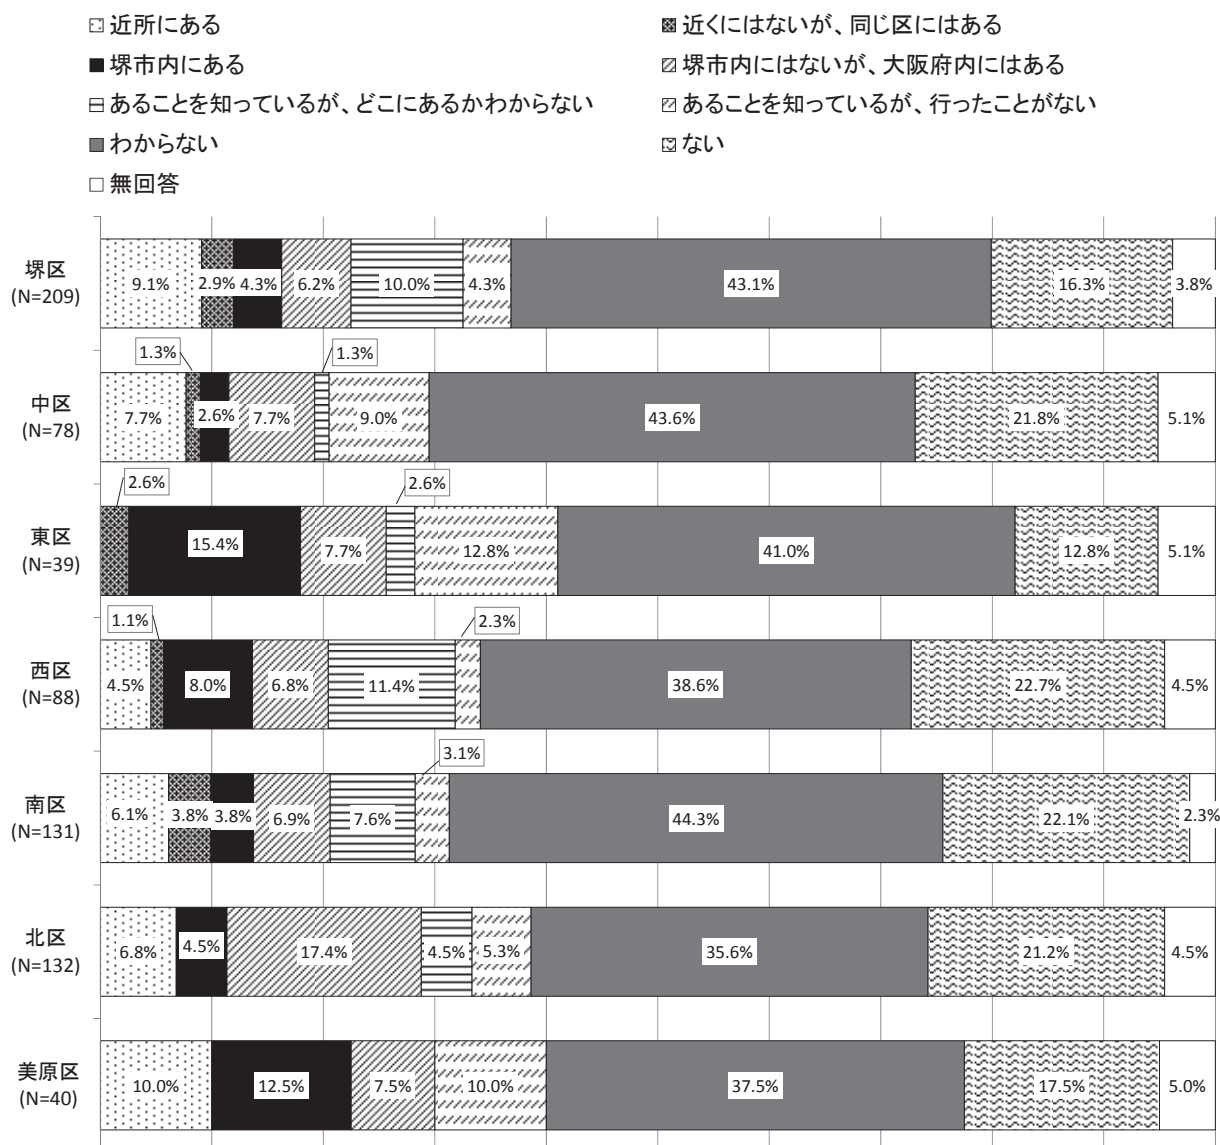 近所にある
近くにはないが、同じ区にはある
堺市内にある
堺市内にはないが、大阪府内にはある
あることを知っているが、どこにあるかわからない
あることを知っているが、行ったことがない
わからない
ない
無回答
堺区
(N=209)
9.1% 2.9% 4.3% 6.2% 10.0% 4.3% 43.1% 16.3% 3.8%
1.3% 1.3%
中区
(N=78)
7.7% 2.6% 7.7% 9.0% 43.6% 21.8% 5.1%
2.6% 2.6%
東区
(N=39)
15.4% 7.7% 12.8% 41.0% 12.8% 5.1%
1.1% 2.3%
西区
(N=88)
4.5% 8.0% 6.8% 11.4% 38.6% 22.7% 4.5%
3.1%
南区
(N=131)
6.1% 3.8% 3.8% 6.9% 7.6% 44.3% 22.1% 2.3%
北区
(N=132)
6.8% 4.5% 17.4% 4.5% 5.3% 35.6% 21.2% 4.5%
美原区
(N=40)
10.0% 12.5% 7.5% 10.0% 37.5% 17.5% 5.0%